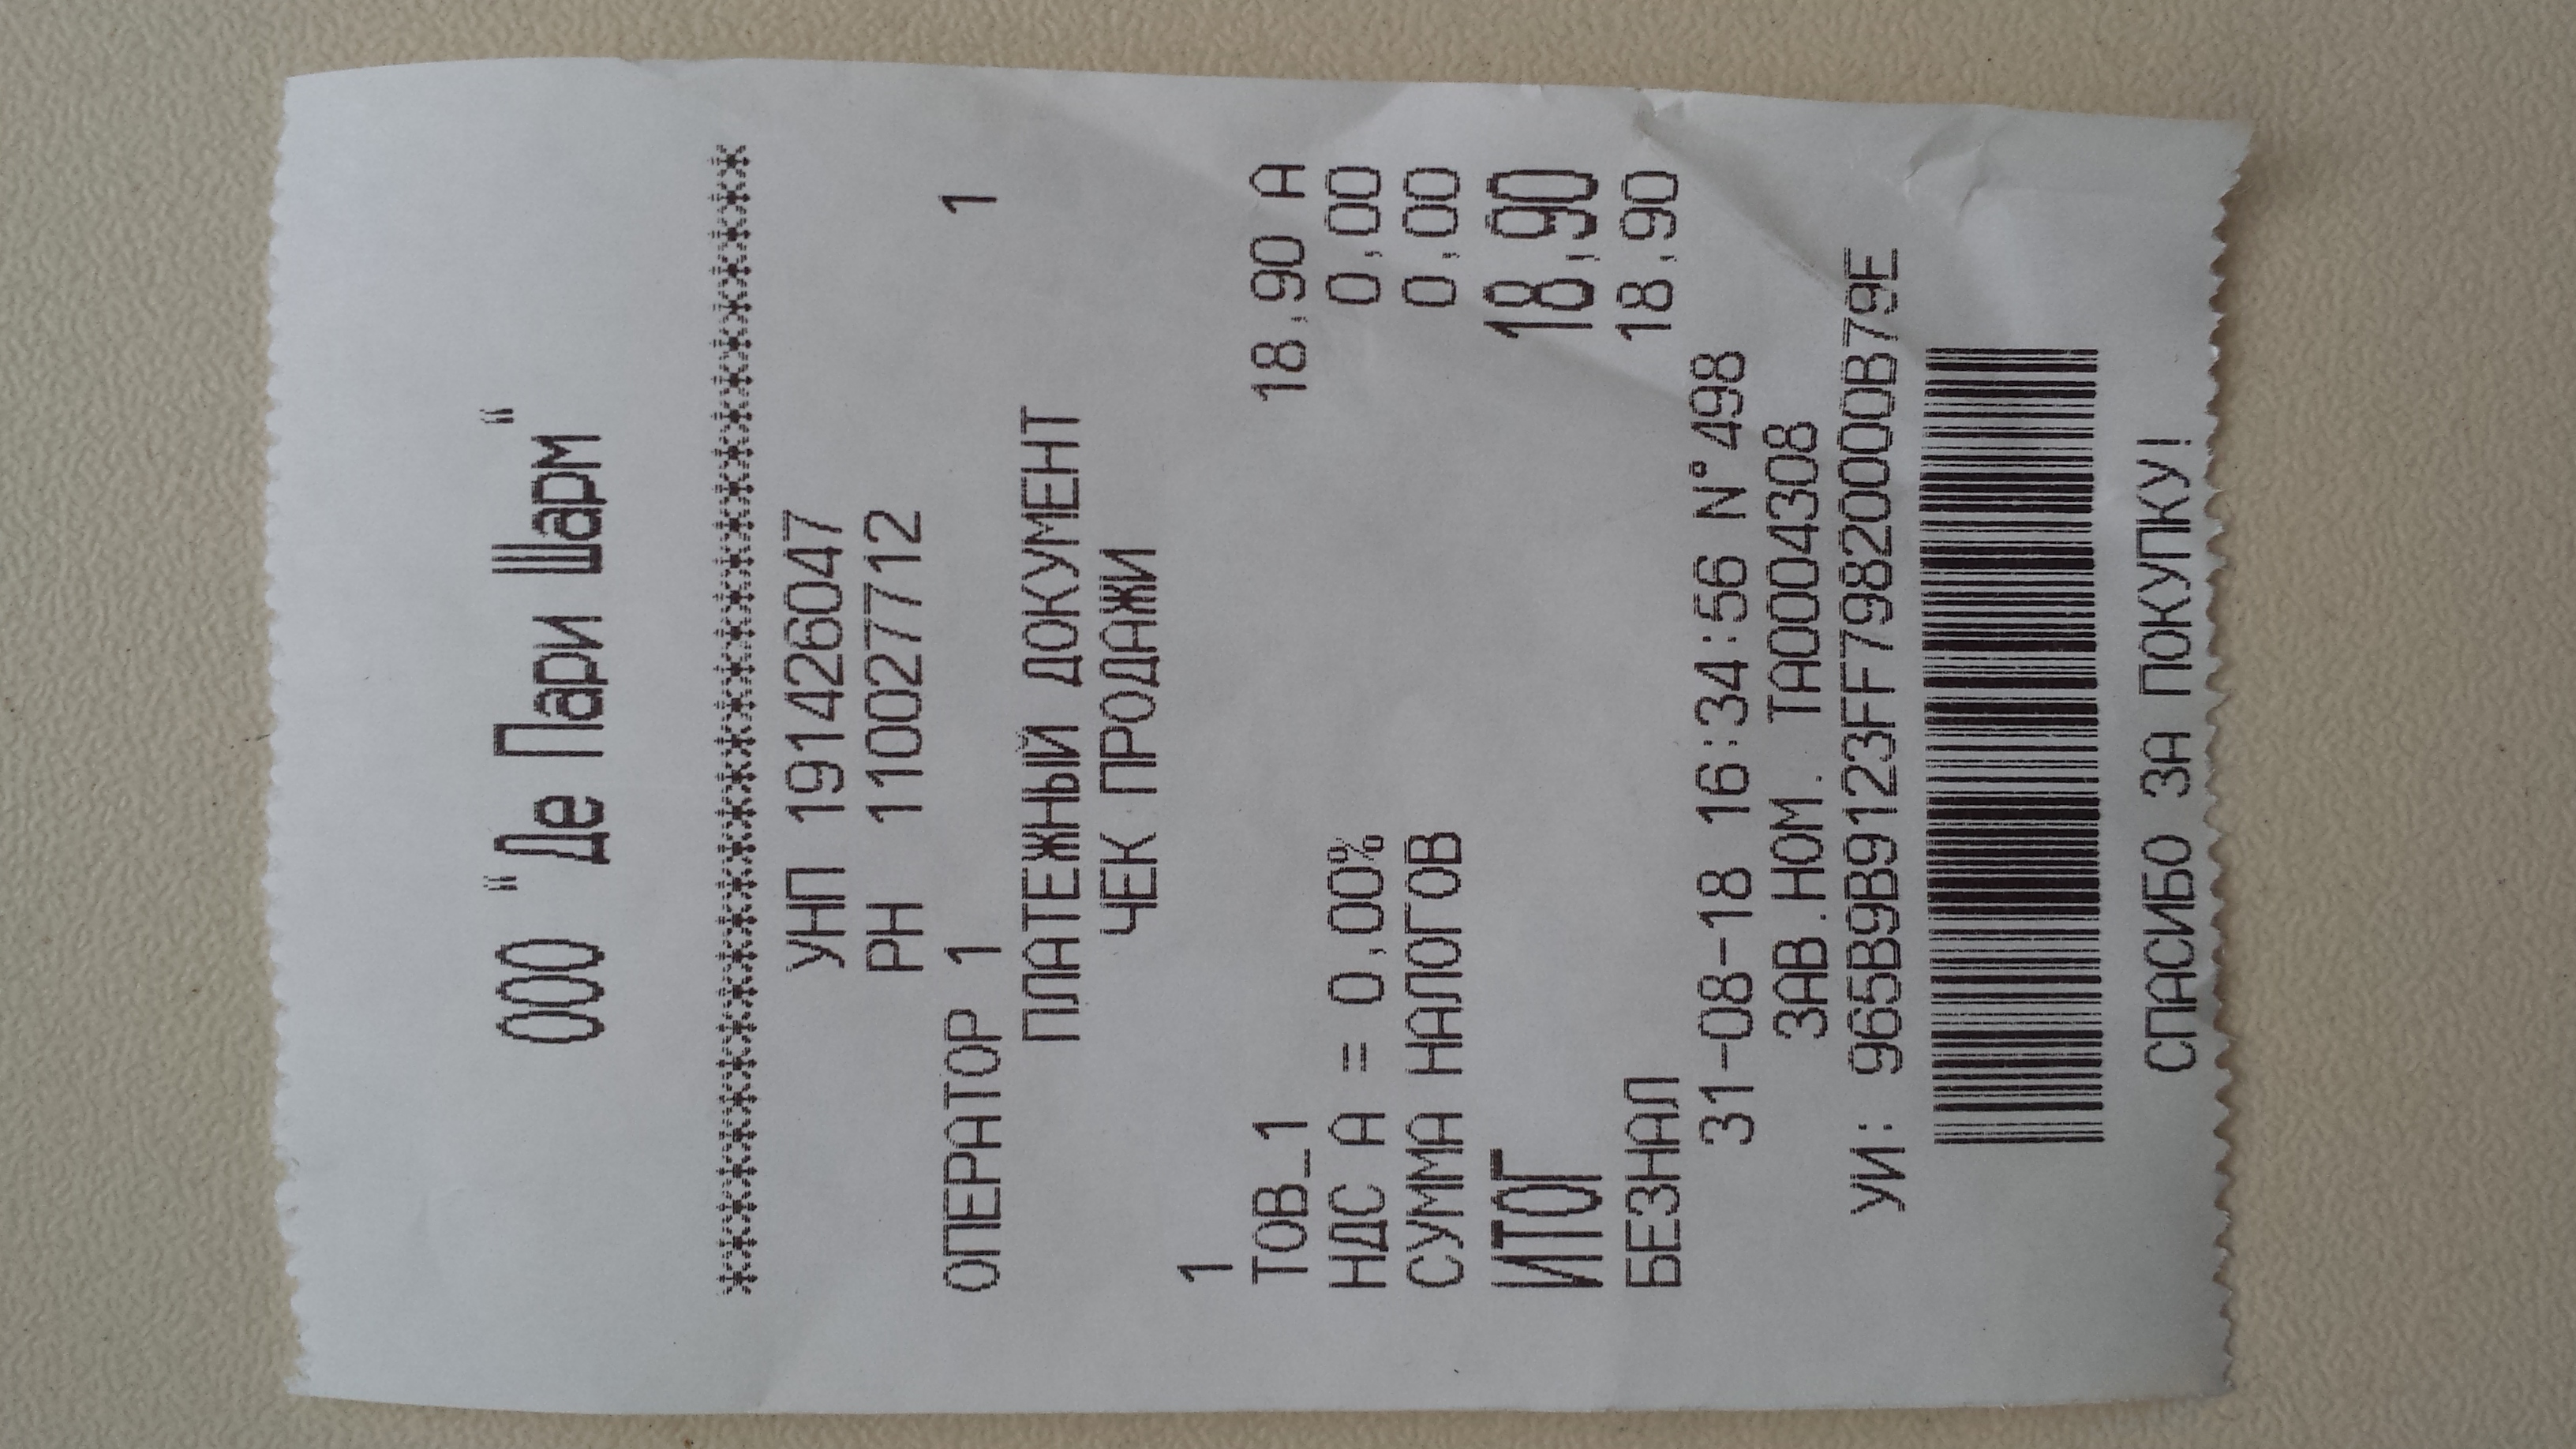 ООО "Де Пари Шарм"
************************************************
УНП 191426047
РН 110027712
ОПЕРАТОР 1 1
ПЛАТЕЖНЫЙ ДОКУМЕНТ
ЧЕК ПРОДАЖИ
1
ТОВ_1 18,90 А
НДС А = 0,00% 0,00
СУММА НАЛОГОВ 0,00
ИТОГ 18,90
БЕЗНАЛ 18,90
31-08-18 16:34:56 N°498
ЗАВ.НОМ. ТА0004308
УИ: 965B9B9123FF79820000B79E
СПАСИБО ЗА ПОКУПКУ!